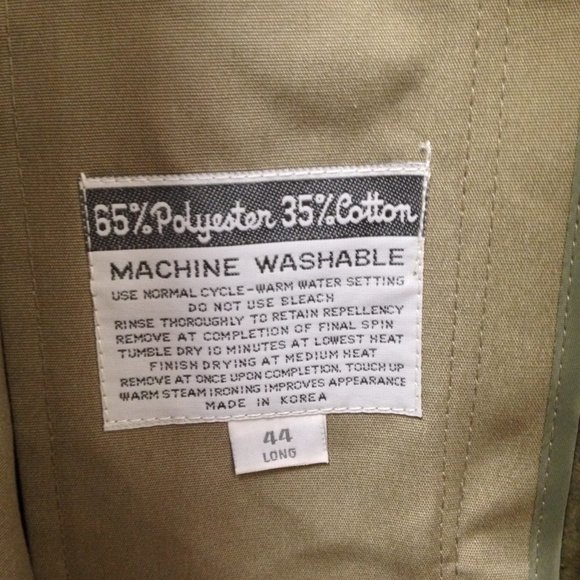 65% Polyester 35% Cotton
MACHINE WASHABLE
USE NORMAL CYCLE-WARM WATER SETTING
DO NOT USE BLEACH
RINSE THOROUGHLY TO RETAIN REPELLENCY
REMOVE AT COMPLETION OF FINAL SPIN
TUMBLE DRY 10 MINUTES AT LOWEST HEAT
FINISH DRYING AT MEDIUM HEAT
REMOVE AT ONCE UPON COMPLETION. TOUCH UP
WARM STEAM IRONING IMPROVES APPEARANCE
MADE IN KOREA
44
LONG